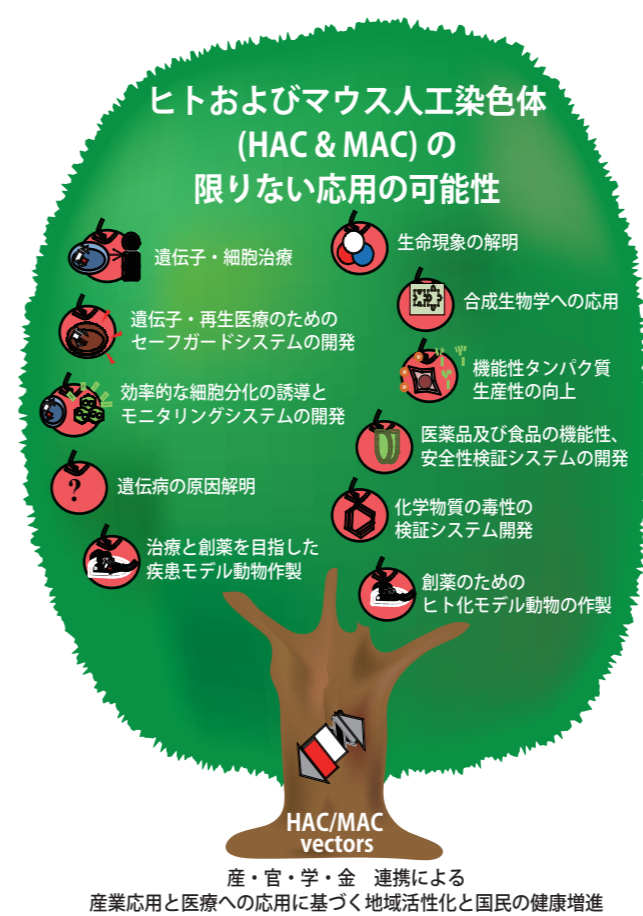 ヒトおよびマウス人工染色体
(HAC & MAC) の
限りない応用の可能性
遺伝子・細胞治療
遺伝子・再生医療のための
セーフガードシステムの開発
効率的な細胞分化の誘導と
モニタリングシステムの開発
?
遺伝病の原因解明
治療と創薬を目指した
疾患モデル動物作製
生命現象の解明
合成生物学への応用
機能性タンパク質
生産性の向上
医薬品及び食品の機能性、
安全性検証システムの開発
化学物質の毒性の
検証システム開発
創薬のための
ヒト化モデル動物の作製
HAC/MAC
vectors
産・官・学・金　連携による
産業応用と医療への応用に基づく地域活性化と国民の健康増進